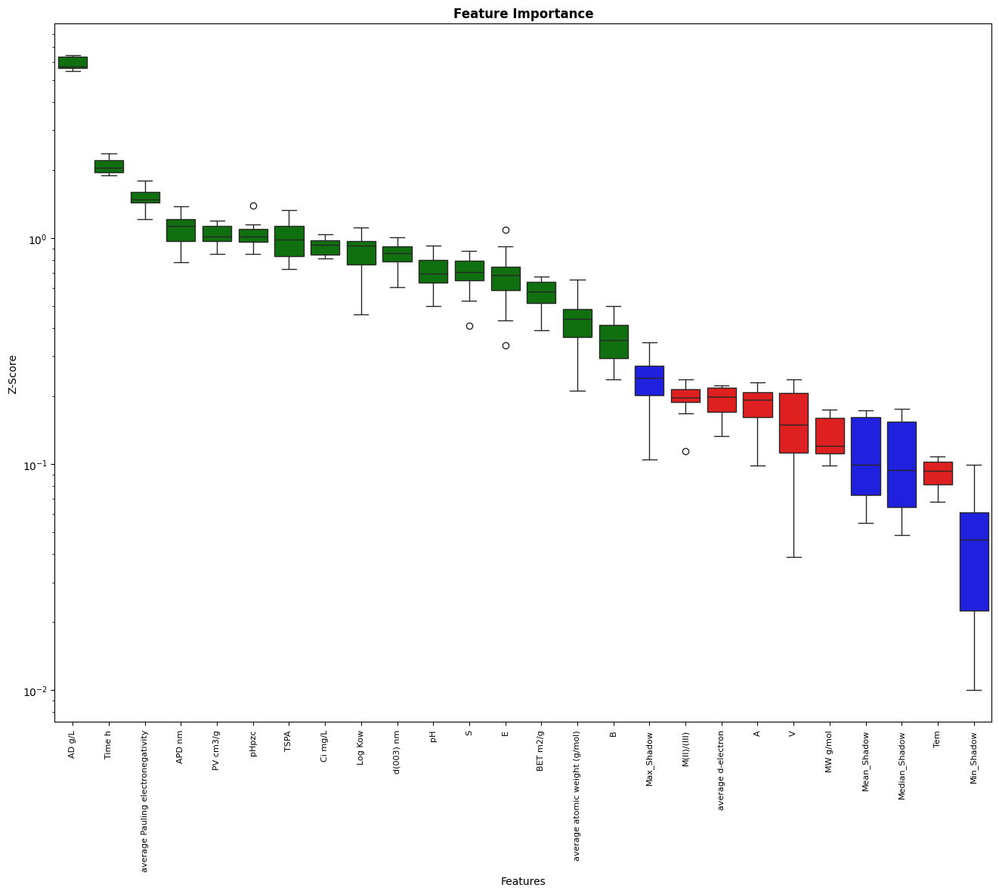 Feature Importance
Z-Score
10⁰
10⁻¹
10⁻²
AD g/L
Time h
average Pauling electronegativity
APD nm
PV cm3/g
pHpzc
TSPA
Ci mg/L
Log Kow
d(003) nm
pH
S
E
BET m2/g
average atomic weight (g/mol)
B
Max_Shadow
M(II)/(III)
average d-electron
A
V
MW g/mol
Mean_Shadow
Median_Shadow
Tem
Min_Shadow
Features